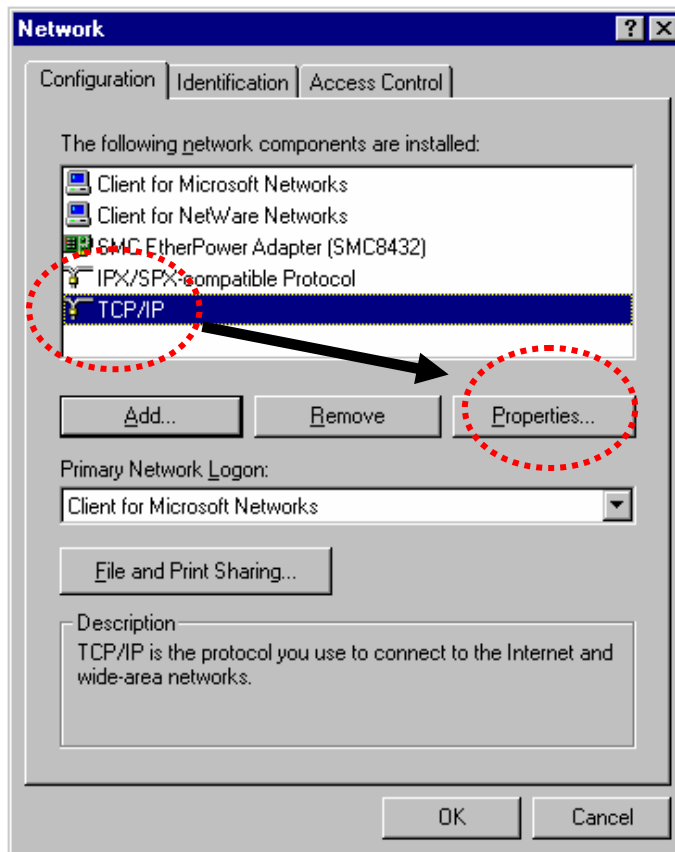 Network
Configuration Identification Access Control
The following network components are installed:
Client for Microsoft Networks
Client for NetWare Networks
SMC EtherPower Adapter (SMC8432)
IPX/SPX-compatible Protocol
TCP/IP
Add... Remove Properties...
Primary Network Logon:
Client for Microsoft Networks
File and Print Sharing...
Description
TCP/IP is the protocol you use to connect to the Internet and
wide-area networks.
OK Cancel